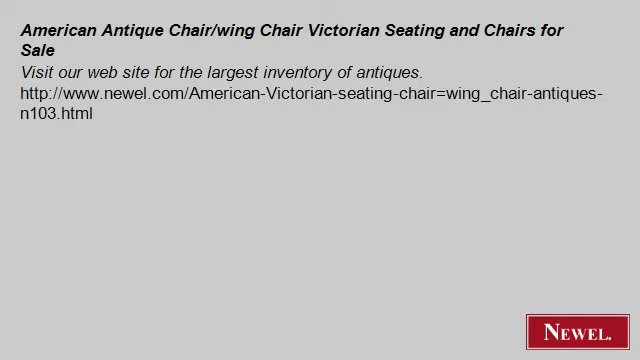 American Antique Chair/wing Chair Victorian Seating and Chairs for
Sale
Visit our web site for the largest inventory of antiques.
http://www.newel.com/American-Victorian-seating-chair=wing_chair-antiques-
n103.html
NEWEL.